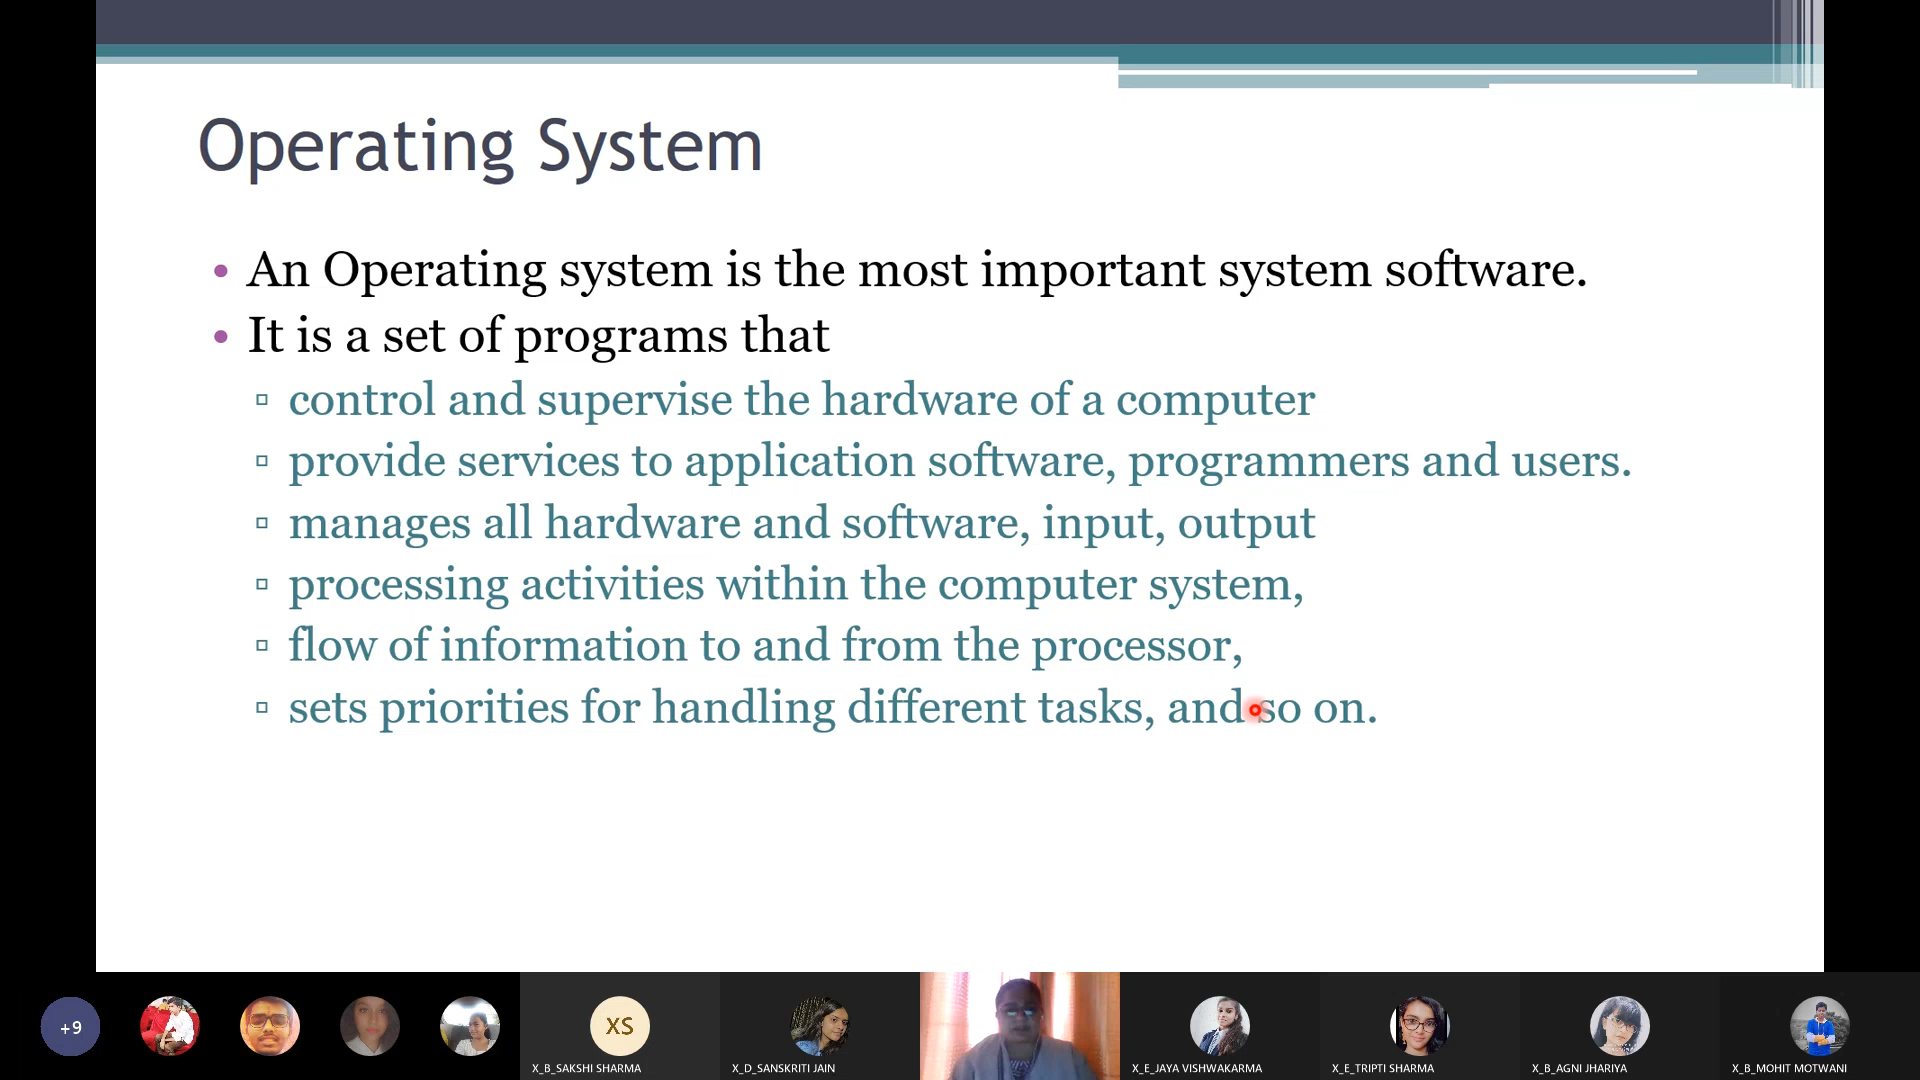 Operating System
• An Operating system is the most important system software.
• It is a set of programs that
▫ control and supervise the hardware of a computer
▫ provide services to application software, programmers and users.
▫ manages all hardware and software, input, output
▫ processing activities within the computer system,
▫ flow of information to and from the processor,
▫ sets priorities for handling different tasks, and so on.
+9
XS
X_B_SAKSHI SHARMA
X_D_SANSKRITI JAIN
X_E_JAYA VISHWAKARMA
X_E_TRIPTI SHARMA
X_B_AGNI JHARIYA
X_B_MOHIT MOTWANI